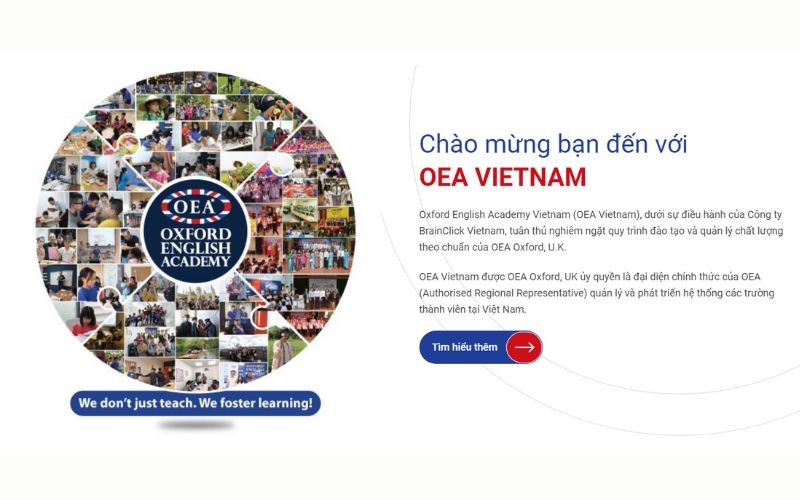 OEA
OXFORD
ENGLISH
ACADEMY
We don't just teach. We foster learning!
Chào mừng bạn đến với
OEA VIETNAM
Oxford English Academy Vietnam (OEA Vietnam), dưới sự điều hành của Công ty
BrainClick Vietnam, tuân thủ nghiêm ngặt quy trình đào tạo và quản lý chất lượng
theo chuẩn của OEA Oxford, U.K.
OEA Vietnam được OEA Oxford, UK ủy quyền là đại diện chính thức của OEA
(Authorised Regional Representative) quản lý và phát triển hệ thống các trường
thành viên tại Việt Nam.
Tìm hiểu thêm